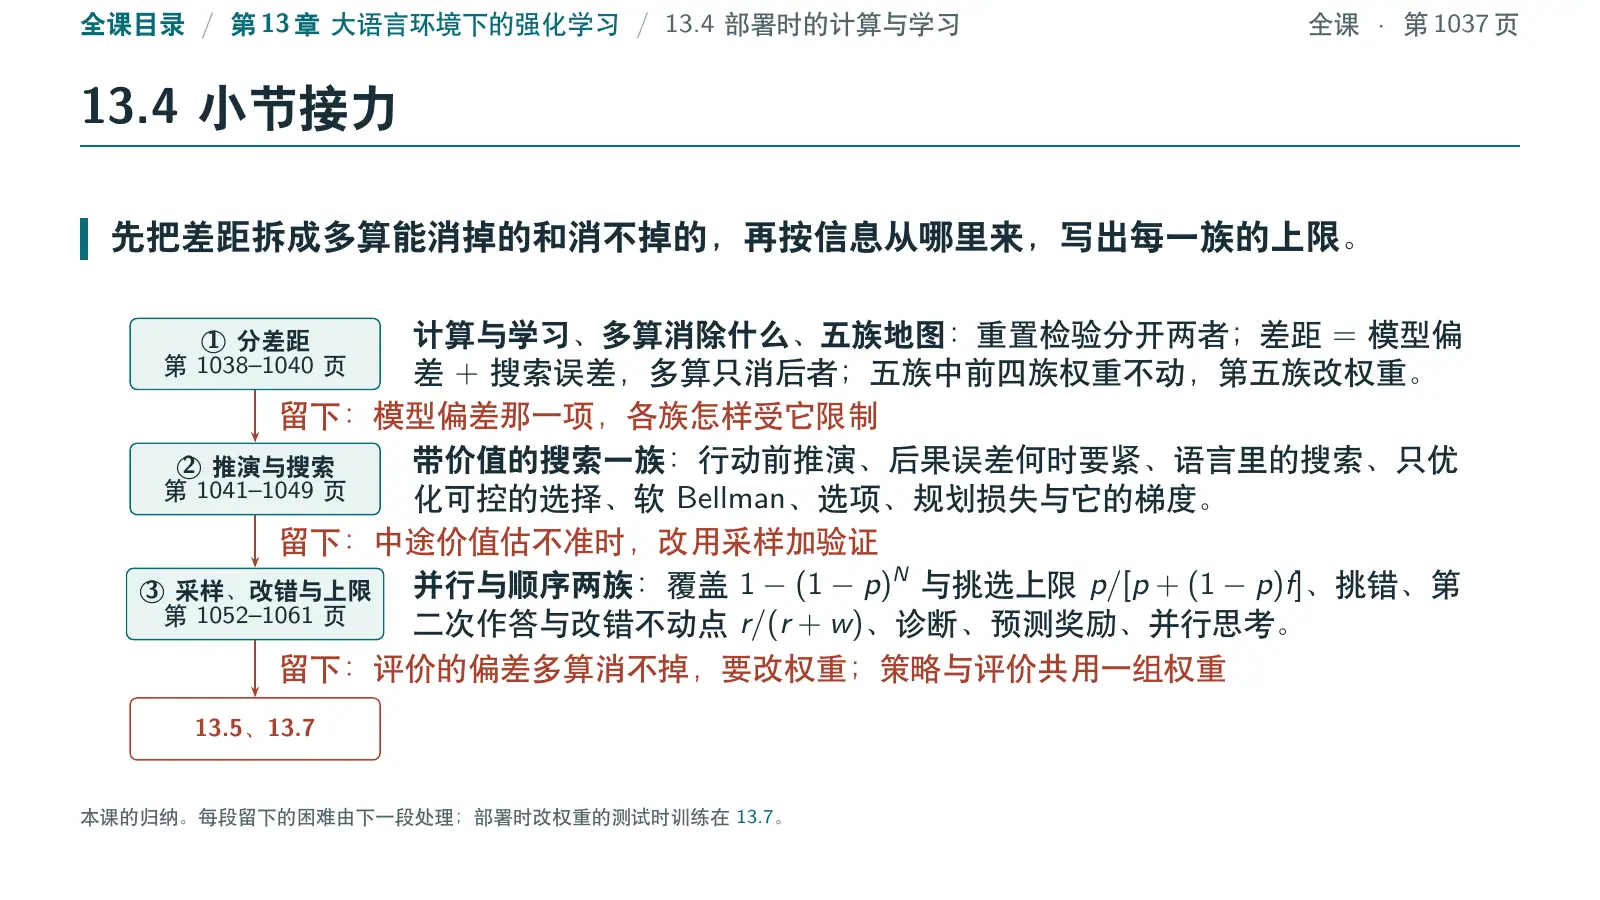 全课目录 / 第 13 章 大语言环境下的强化学习 / 13.4 部署时的计算与学习
全课 · 第 1037 页
13.4 小节接力
先把差距拆成多算能消掉的和消不掉的，再按信息从哪里来，写出每一族的上限。
① 分差距
第 1038–1040 页
计算与学习、多算消除什么、五族地图：重置检验分开两者；差距 = 模型偏
差 + 搜索误差，多算只消后者；五族中前四族权重不动，第五族改权重。
留下：模型偏差那一项，各族怎样受它限制
② 推演与搜索
第 1041–1049 页
带价值的搜索一族：行动前推演、后果误差何时要紧、语言里的搜索、只优
化可控的选择、软 Bellman、选项、规划损失与它的梯度。
留下：中途价值估不准时，改用采样加验证
③ 采样、改错与上限
第 1052–1061 页
并行与顺序两族：覆盖 1 − (1 − p)^N 与挑选上限 p/[p + (1 − p)f]、挑错、第
二次作答与改错不动点 r/(r + w)、诊断、预测奖励、并行思考。
留下：评价的偏差多算消不掉，要改权重；策略与评价共用一组权重
13.5、13.7
本课的归纳。每段留下的困难由下一段处理；部署时改权重的测试时训练在 13.7。